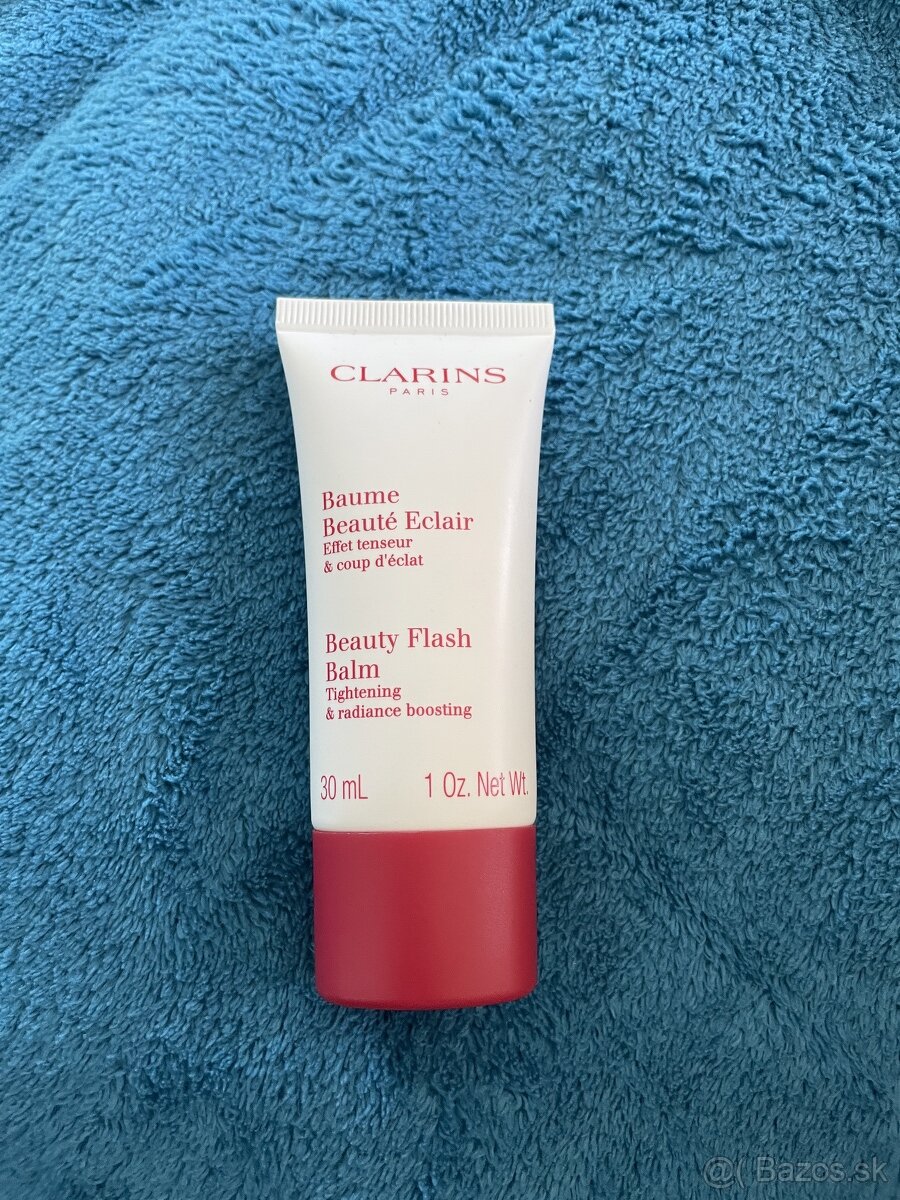 CLARINS
PARIS
Baume
Beauté Eclair
Effet tenseur
& coup d'éclat
Beauty Flash
Balm
Tightening
& radiance boosting
30 mL 1 Oz. Net Wt.
@( Bazos.sk